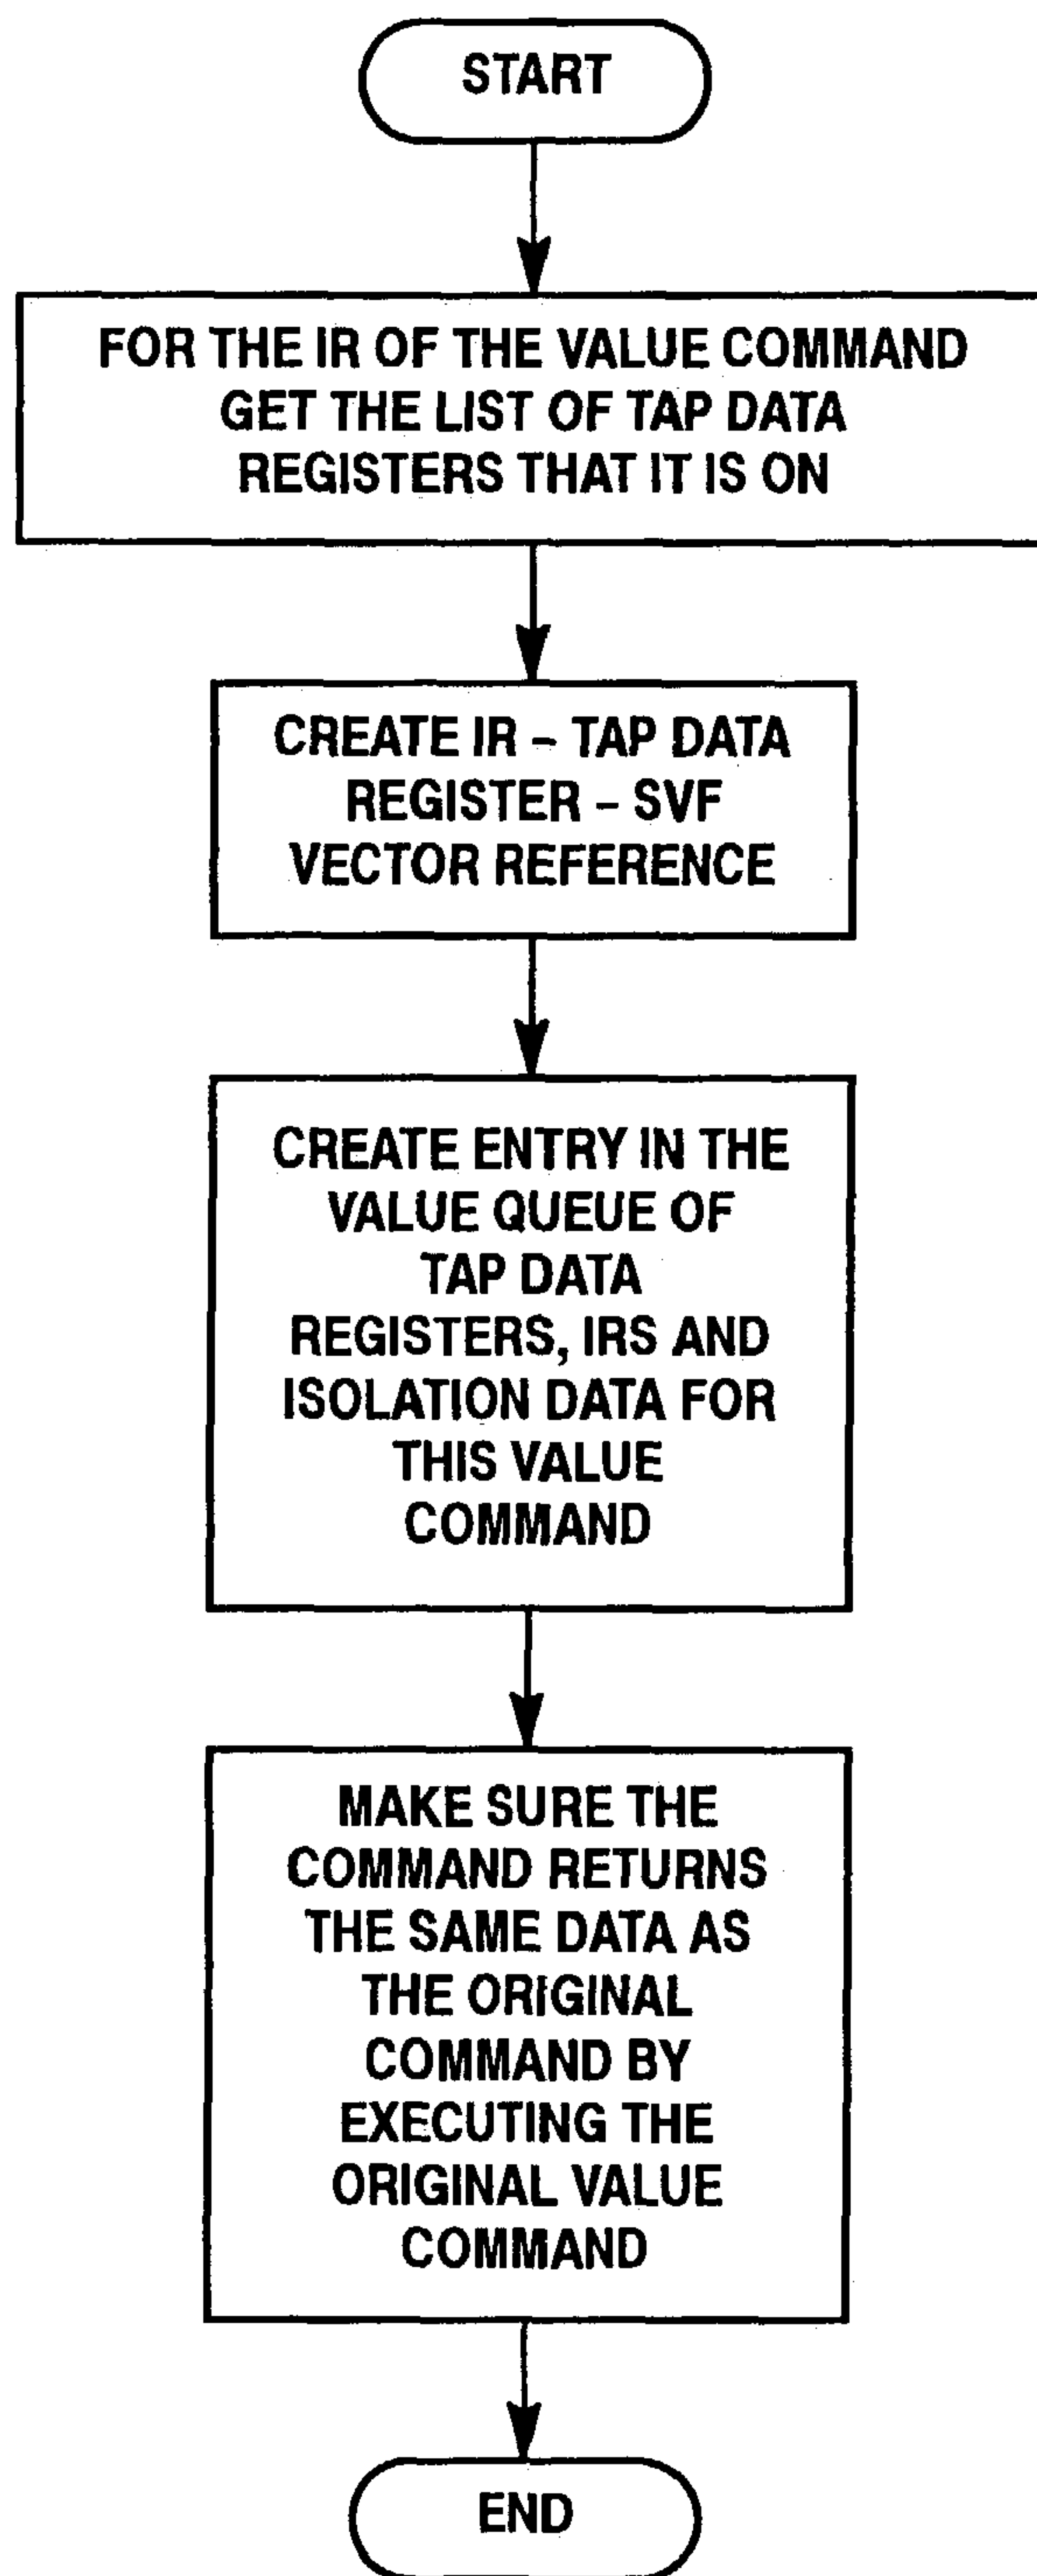 START
FOR THE IR OF THE VALUE COMMAND
GET THE LIST OF TAP DATA
REGISTERS THAT IT IS ON
CREATE IR – TAP DATA
REGISTER – SVF
VECTOR REFERENCE
CREATE ENTRY IN THE
VALUE QUEUE OF
TAP DATA
REGISTERS, IRS AND
ISOLATION DATA FOR
THIS VALUE
COMMAND
MAKE SURE THE
COMMAND RETURNS
THE SAME DATA AS
THE ORIGINAL
COMMAND BY
EXECUTING THE
ORIGINAL VALUE
COMMAND
END